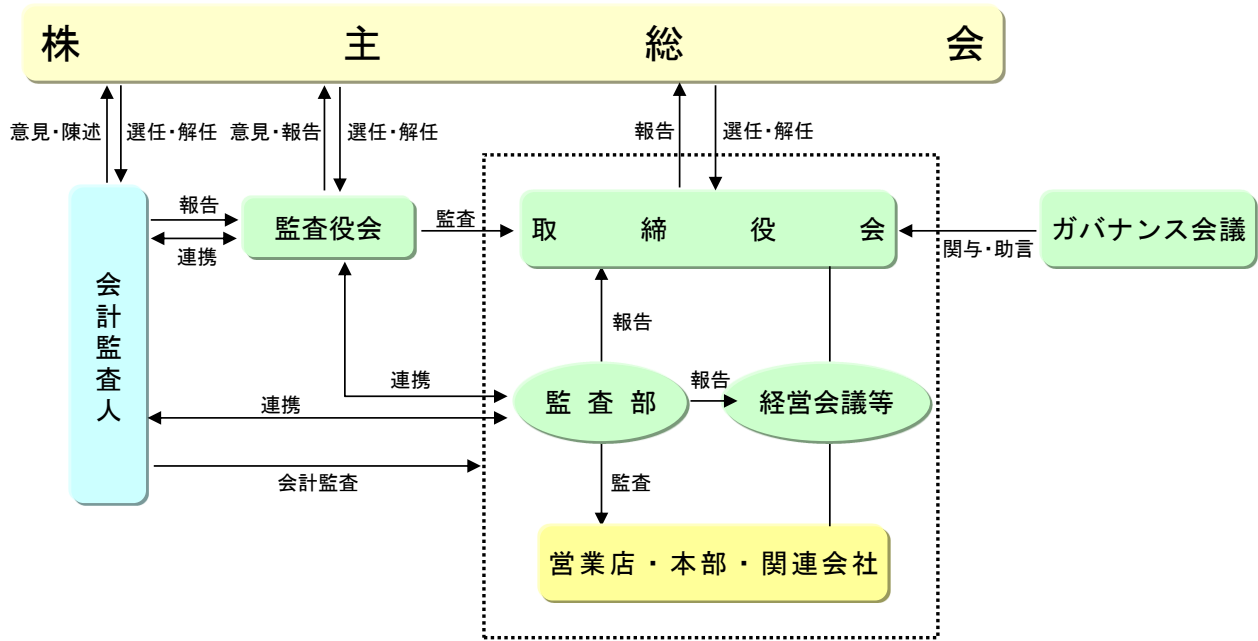 株主総会
意見・陳述
選任・解任
意見・報告
選任・解任
報告
選任・解任
会計監査人
報告
連携
監査役会
監査
取締役会
関与・助言
ガバナンス会議
報告
連携
連携
監査部
報告
経営会議等
会計監査
監査
営業店・本部・関連会社